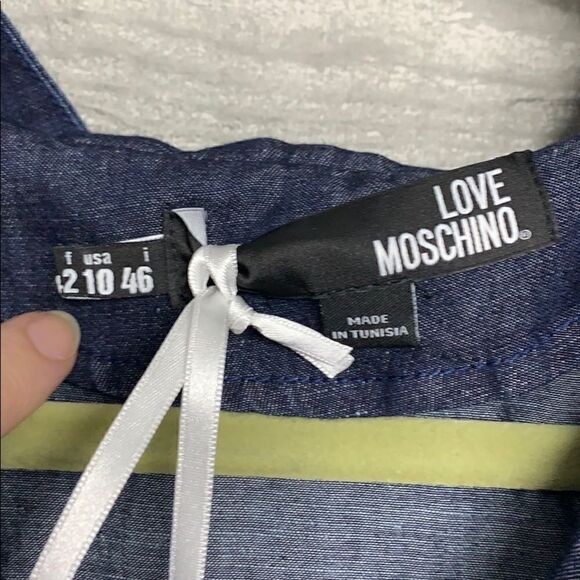 LOVE
MOSCHINO®
f usa i
42 10 46
MADE
IN TUNISIA